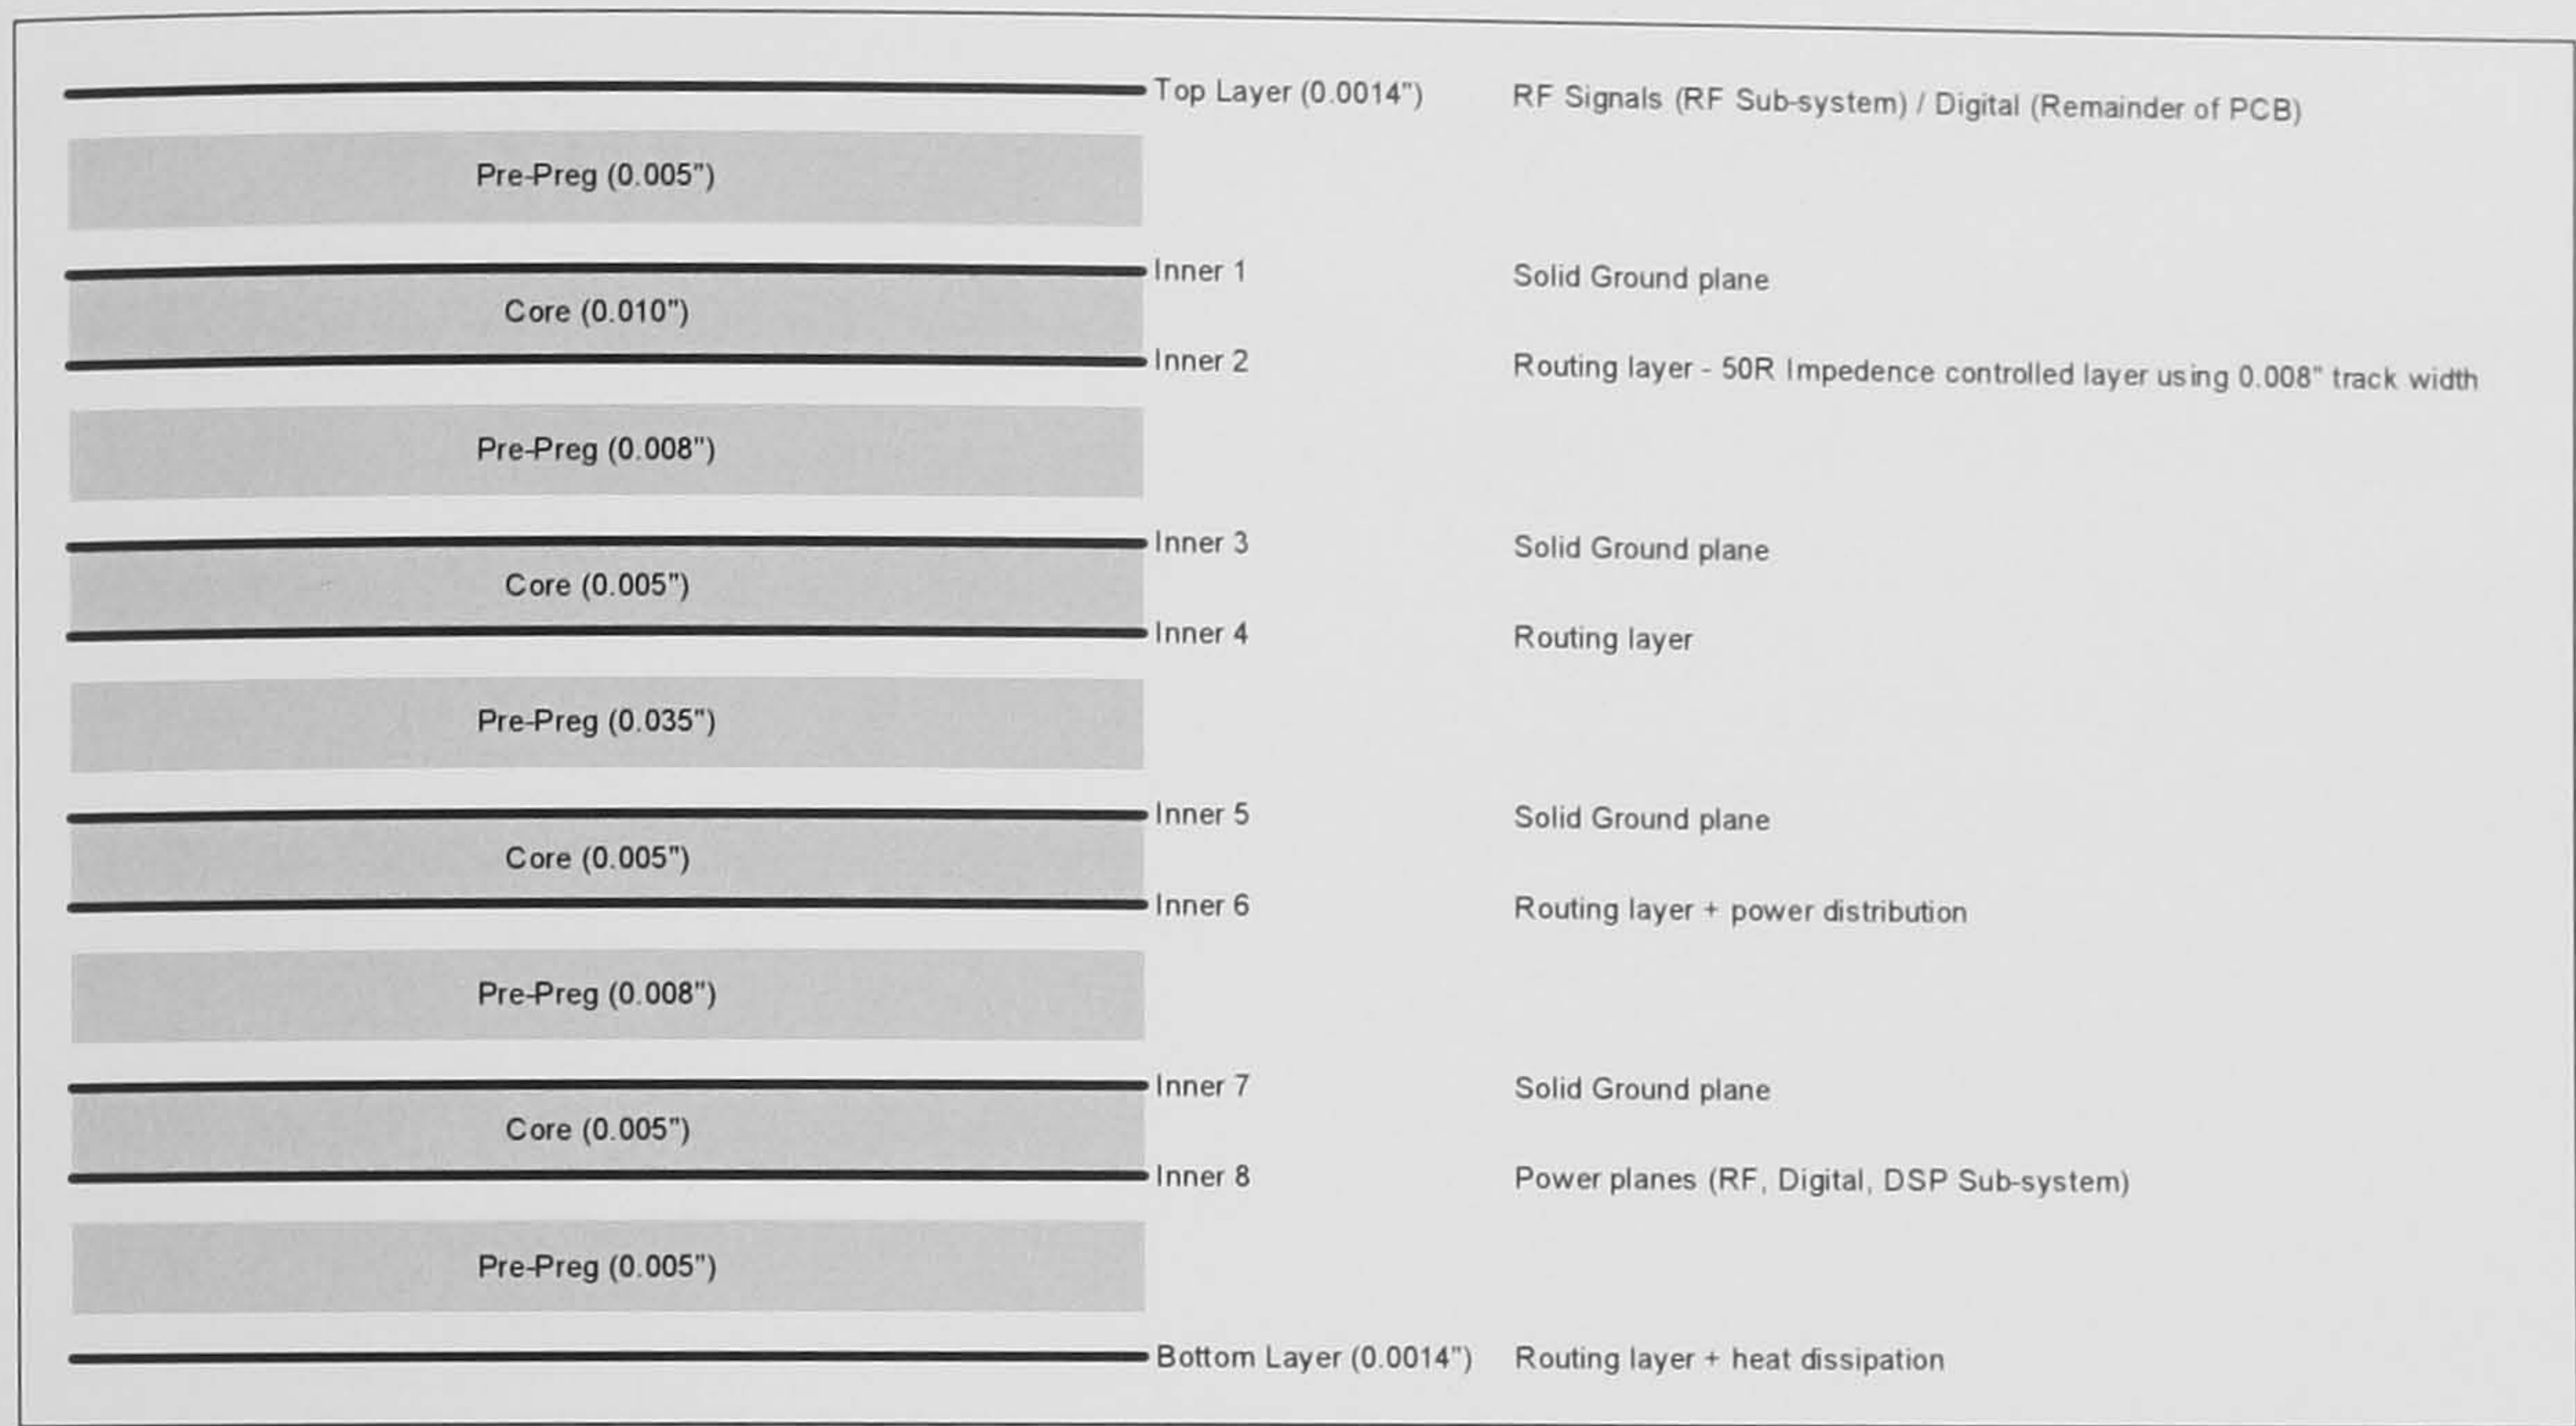 Top Layer (0.0014") RF Signals (RF Sub-system) / Digital (Remainder of PCB)
Pre-Preg (0.005")
Inner 1 Solid Ground plane
Core (0.010")
Inner 2 Routing layer - 50R Impedence controlled layer using 0.008" track width
Pre-Preg (0.008")
Inner 3 Solid Ground plane
Core (0.005")
Inner 4 Routing layer
Pre-Preg (0.035")
Inner 5 Solid Ground plane
Core (0.005")
Inner 6 Routing layer + power distribution
Pre-Preg (0.008")
Inner 7 Solid Ground plane
Core (0.005")
Inner 8 Power planes (RF, Digital, DSP Sub-system)
Pre-Preg (0.005")
Bottom Layer (0.0014") Routing layer + heat dissipation